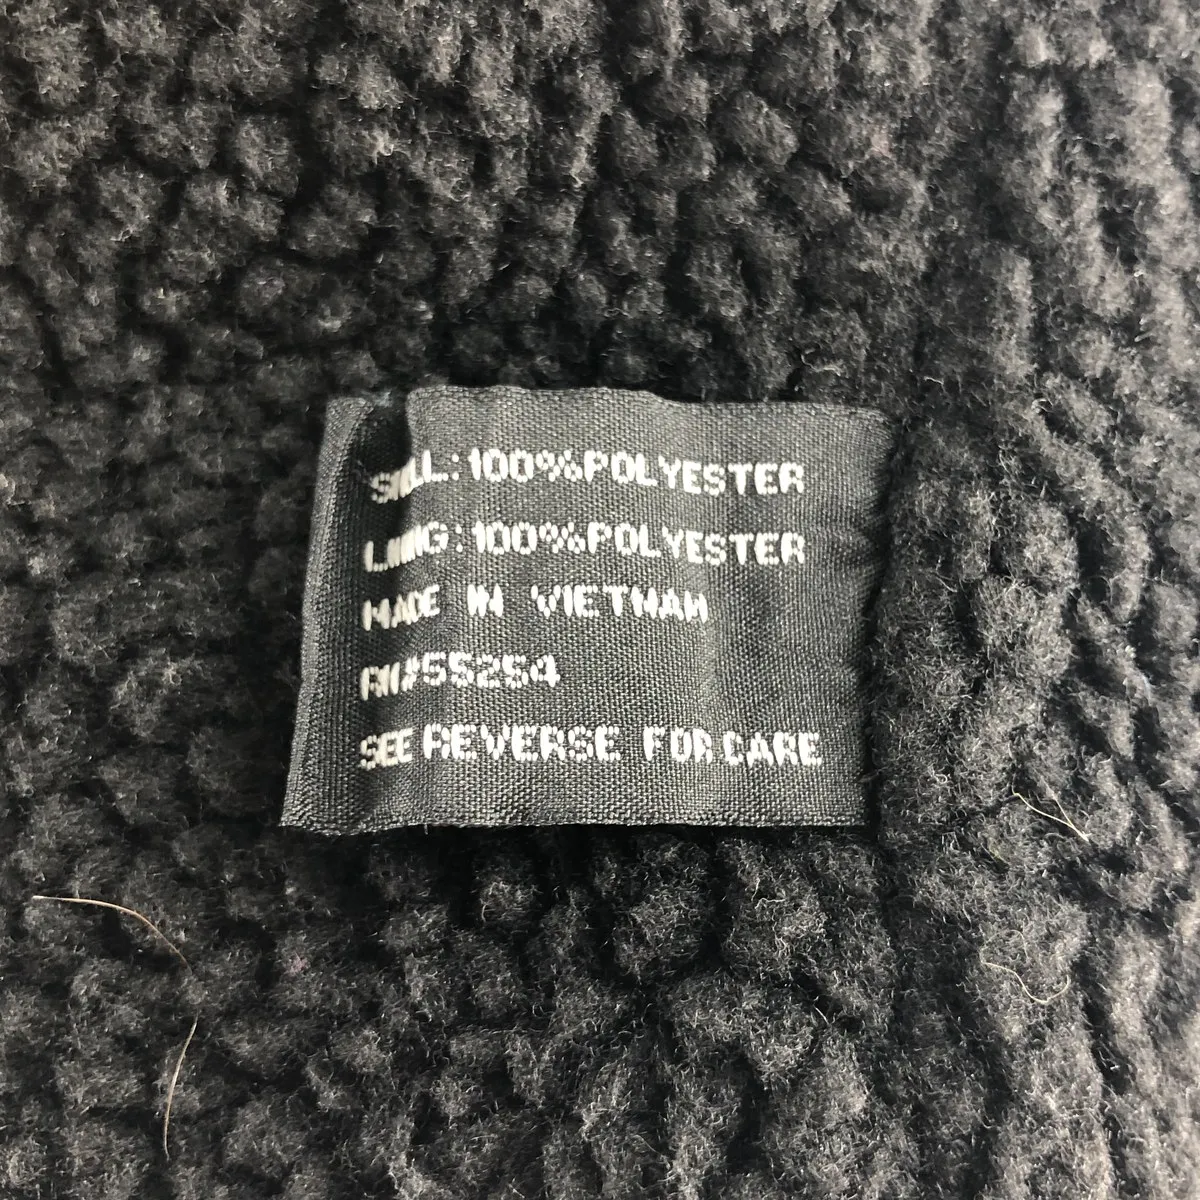 SHELL:100%POLYESTER
LINING:100%POLYESTER
MADE IN VIETNAM
RN#55254
SEE REVERSE FOR CARE